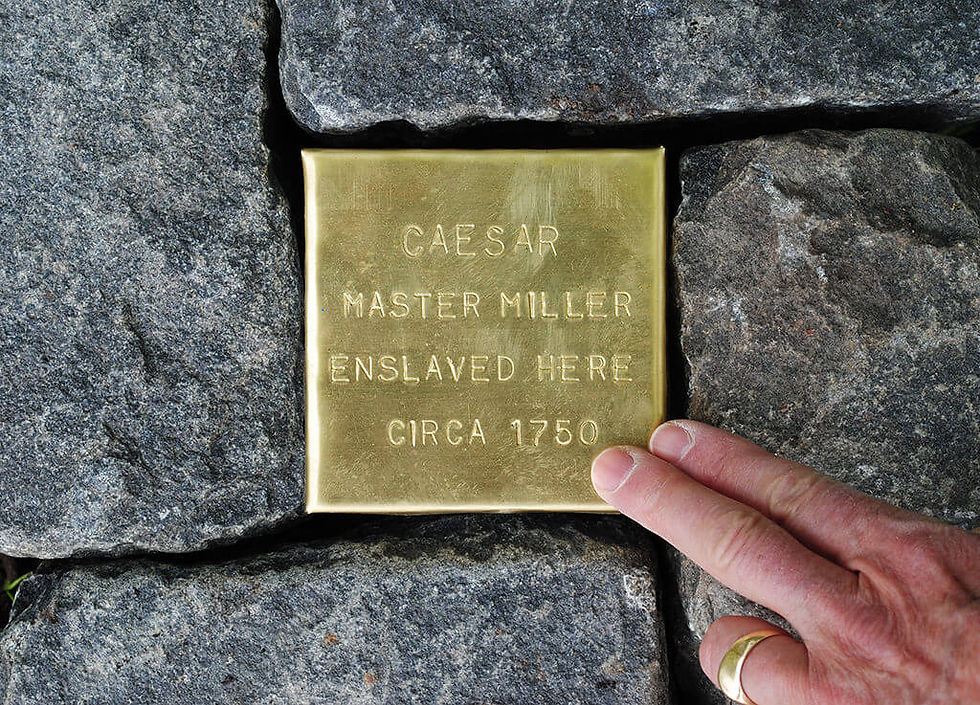 CAESAR
MASTER MILLER
ENSLAVED HERE
CIRCA 1750